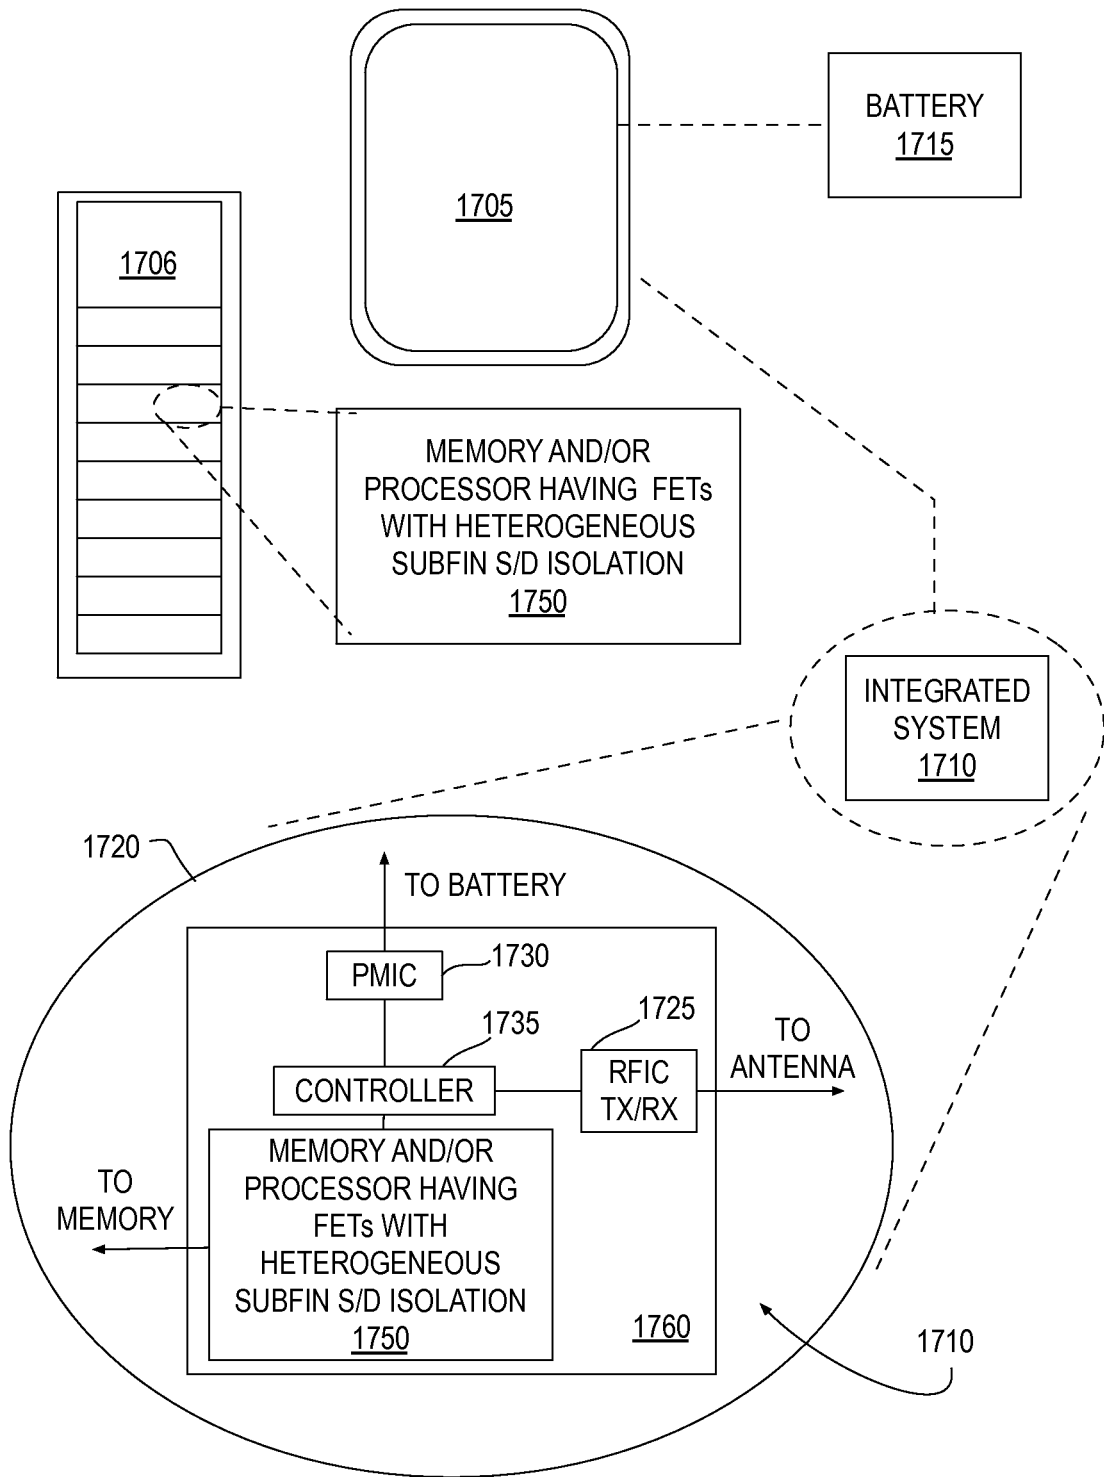 BATTERY
1715
1705
1706
MEMORY AND/OR
PROCESSOR HAVING FETs
WITH HETEROGENEOUS
SUBFIN S/D ISOLATION
1750
INTEGRATED
SYSTEM
1710
1720
TO BATTERY
PMIC
1730
1735
1725
CONTROLLER
RFIC
TX/RX
TO
ANTENNA
MEMORY AND/OR
PROCESSOR HAVING
FETs WITH
HETEROGENEOUS
SUBFIN S/D ISOLATION
1750
TO
MEMORY
1760
1710